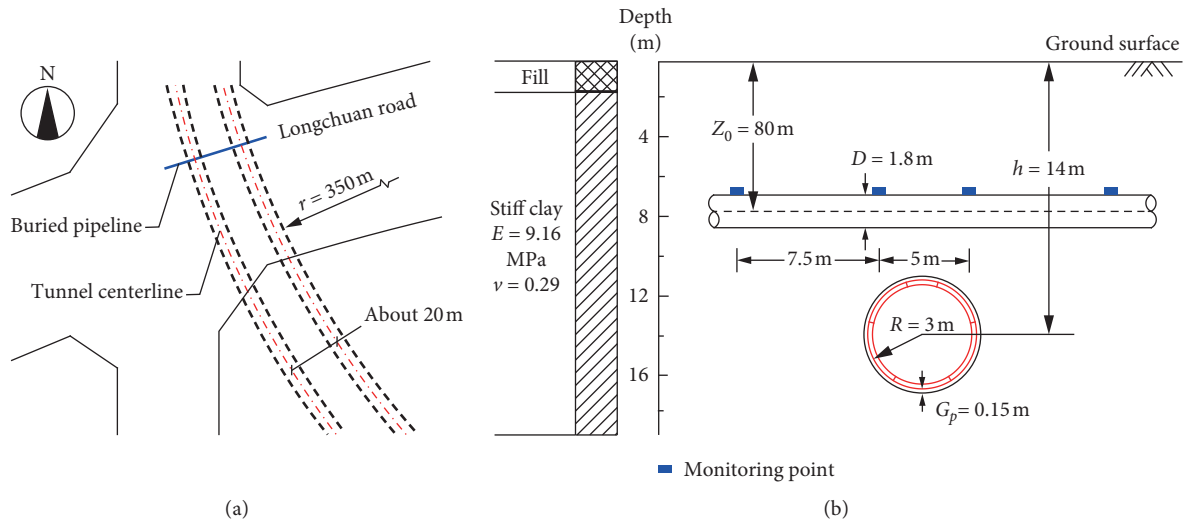 N
Longchuan road
r = 350 m
Buried pipeline
Tunnel centerline
About 20 m
(a)
Depth
(m)
Ground surface
Fill
4
8
12
16
Stiff clay
E = 9.16
MPa
v = 0.29
Z0 = 80 m
D = 1.8 m
h = 14 m
7.5 m
5 m
R = 3 m
Gp = 0.15 m
Monitoring point
(b)